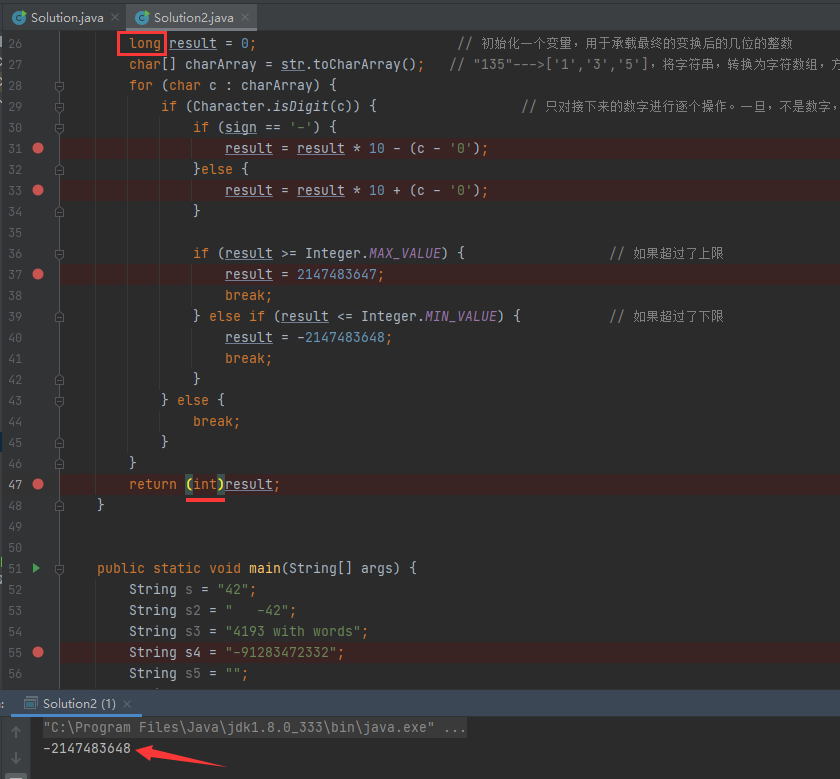 Solution.java Solution2.java
26 long result = 0; // 初始化一个变量，用于承载最终的变换后的几位的整数
27 char[] charArray = str.toCharArray(); // "135"--->['1','3','5']，将字符串，转换为字符数组，
28 for (char c : charArray) {
29 if (Character.isDigit(c)) { // 只对接下来的数字进行逐个操作。一旦，不是数字，
30 if (sign == '-') {
31 result = result * 10 - (c - '0');
32 }else {
33 result = result * 10 + (c - '0');
34 }
35
36 if (result >= Integer.MAX_VALUE) { // 如果超过了上限
37 result = 2147483647;
38 break;
39 } else if (result <= Integer.MIN_VALUE) { // 如果超过了下限
40 result = -2147483648;
41 break;
42 }
43 } else {
44 break;
45 }
46 }
47 return (int)result;
48 }
49
50
51 public static void main(String[] args) {
52 String s = "42";
53 String s2 = "   -42";
54 String s3 = "4193 with words";
55 String s4 = "-91283472332";
56 String s5 = "";
Solution2 (1)
"C:\Program Files\Java\jdk1.8.0_333\bin\java.exe" ...
-2147483648